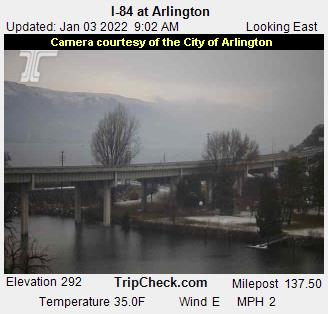 I-84 at Arlington
Updated: Jan 03 2022 9:02 AM Looking East
Camera courtesy of the City of Arlington
Elevation 292 TripCheck.com Milepost 137.50
Temperature 35.0F Wind E MPH 2